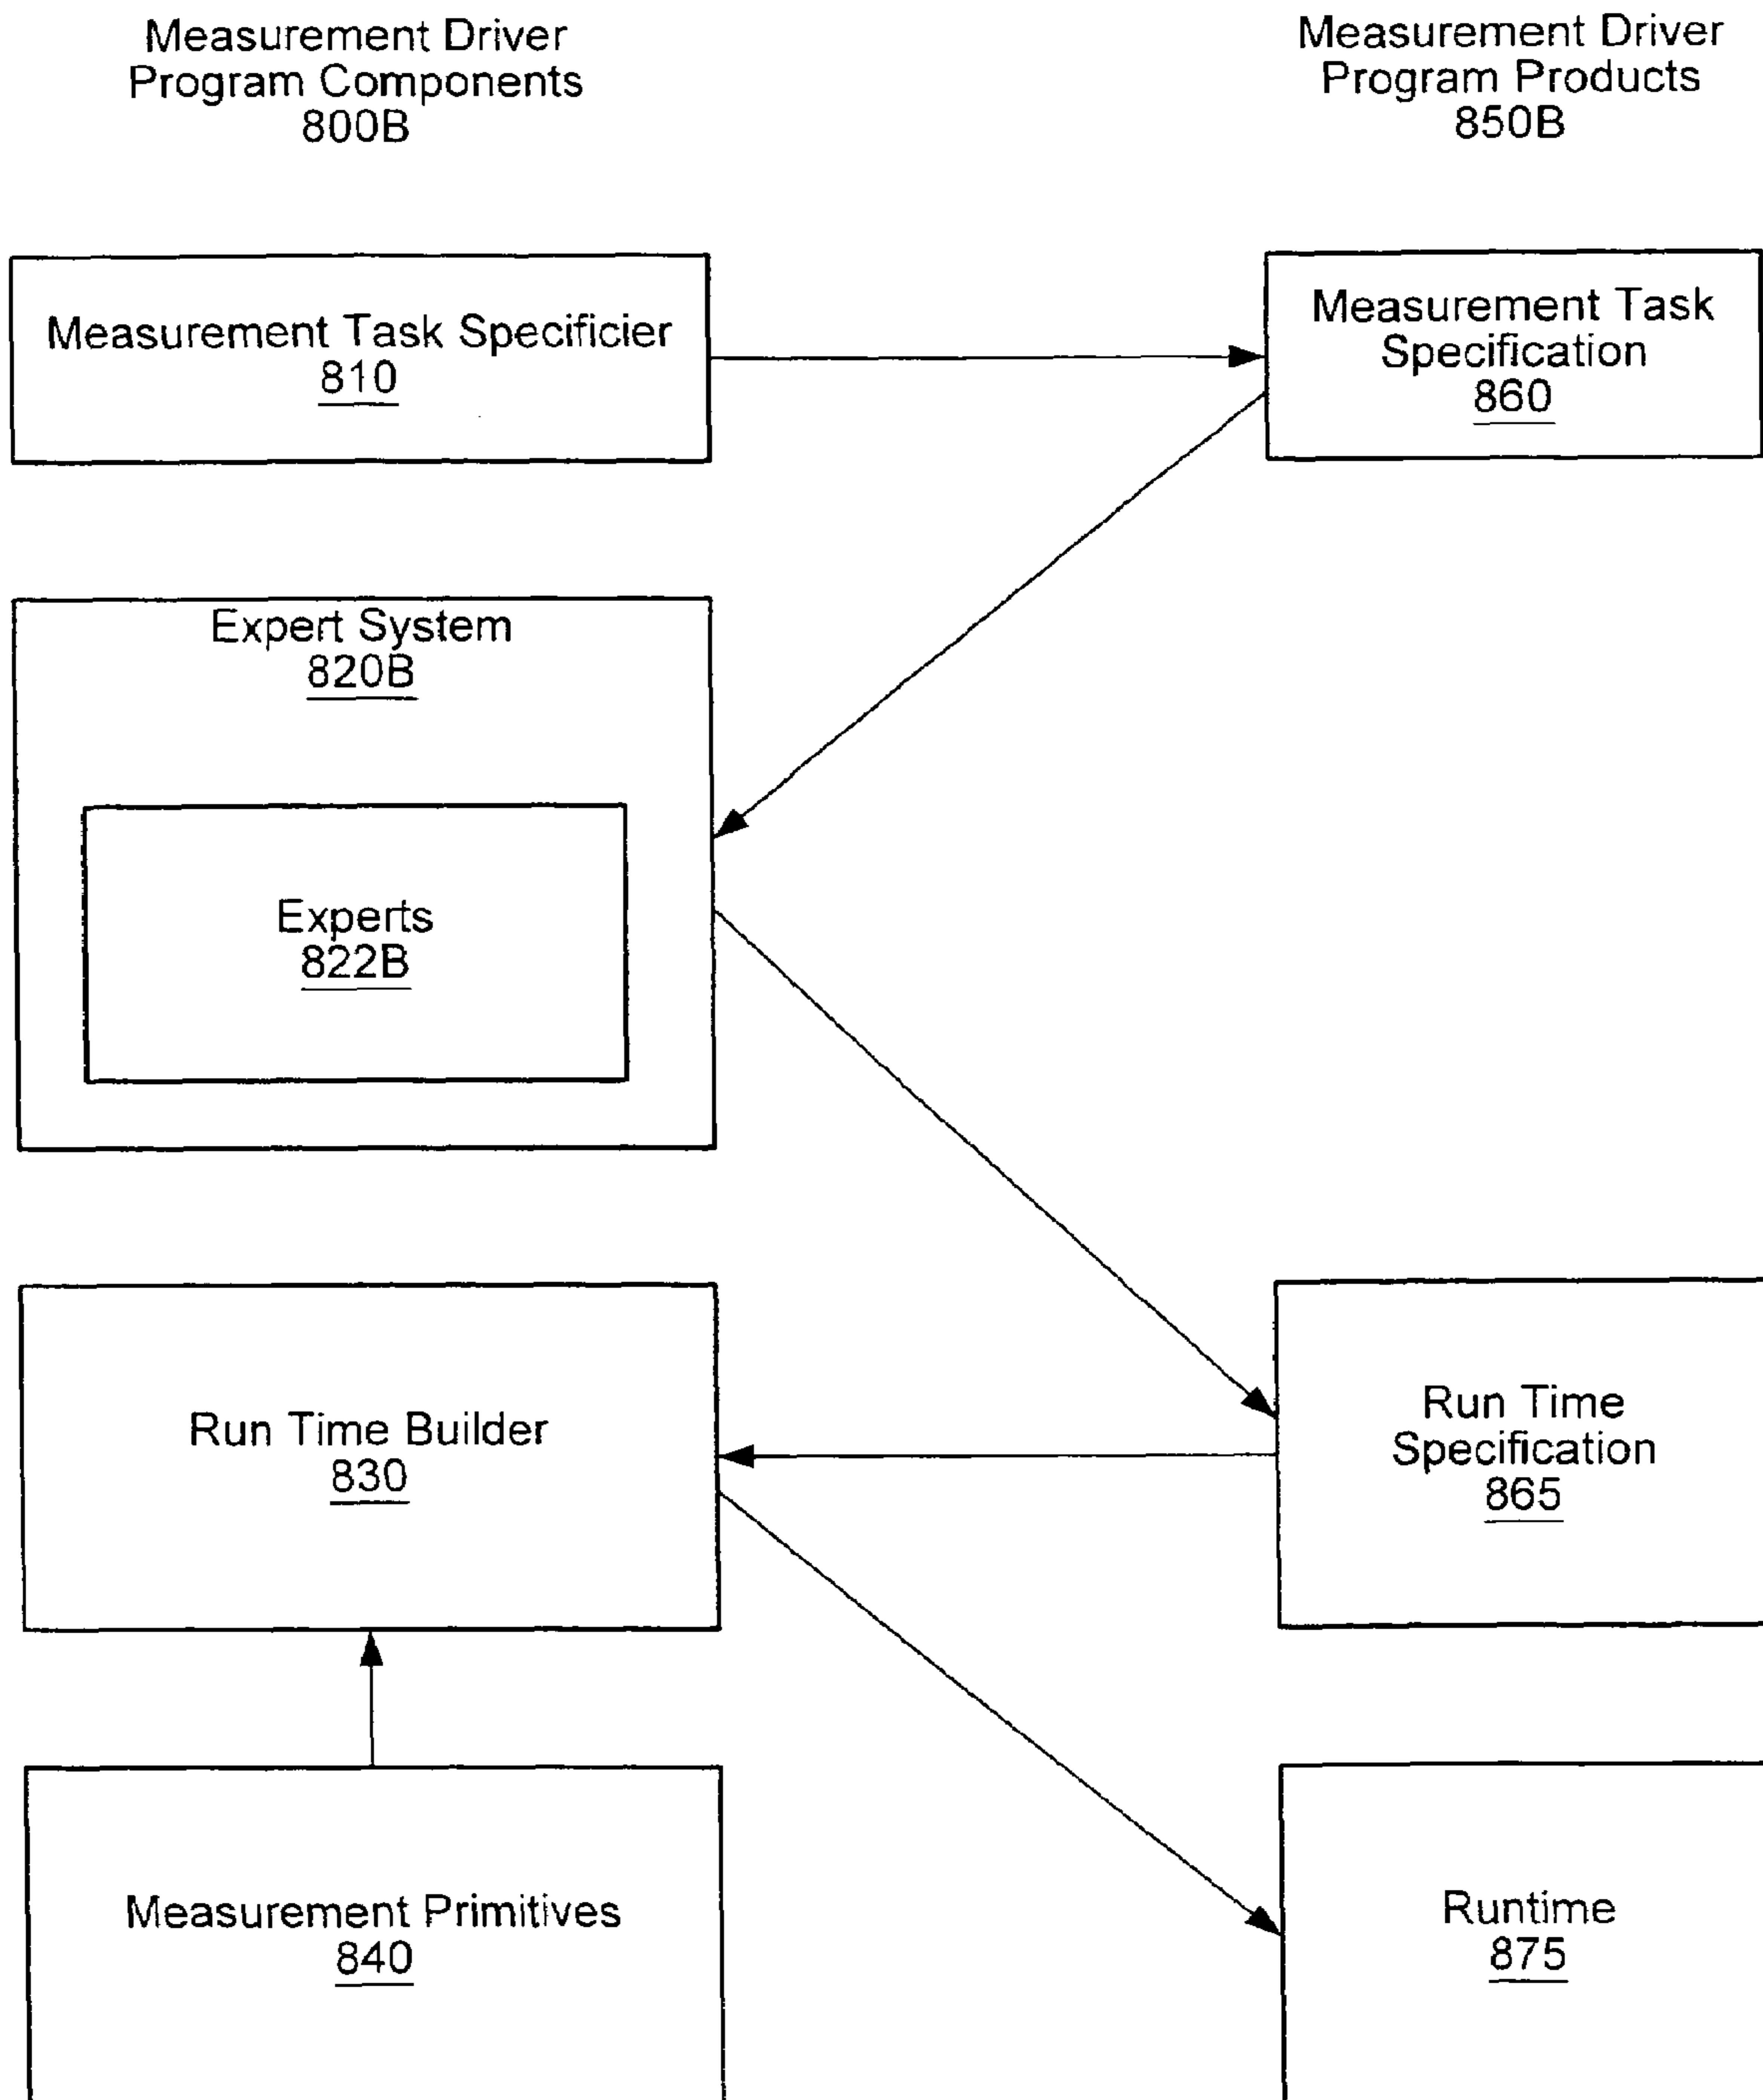 Measurement Driver
Program Components
800B
Measurement Driver
Program Products
850B
Measurement Task Specificier
810
Measurement Task
Specification
860
Expert System
820B
Experts
822B
Run Time Builder
830
Run Time
Specification
865
Measurement Primitives
840
Runtime
875